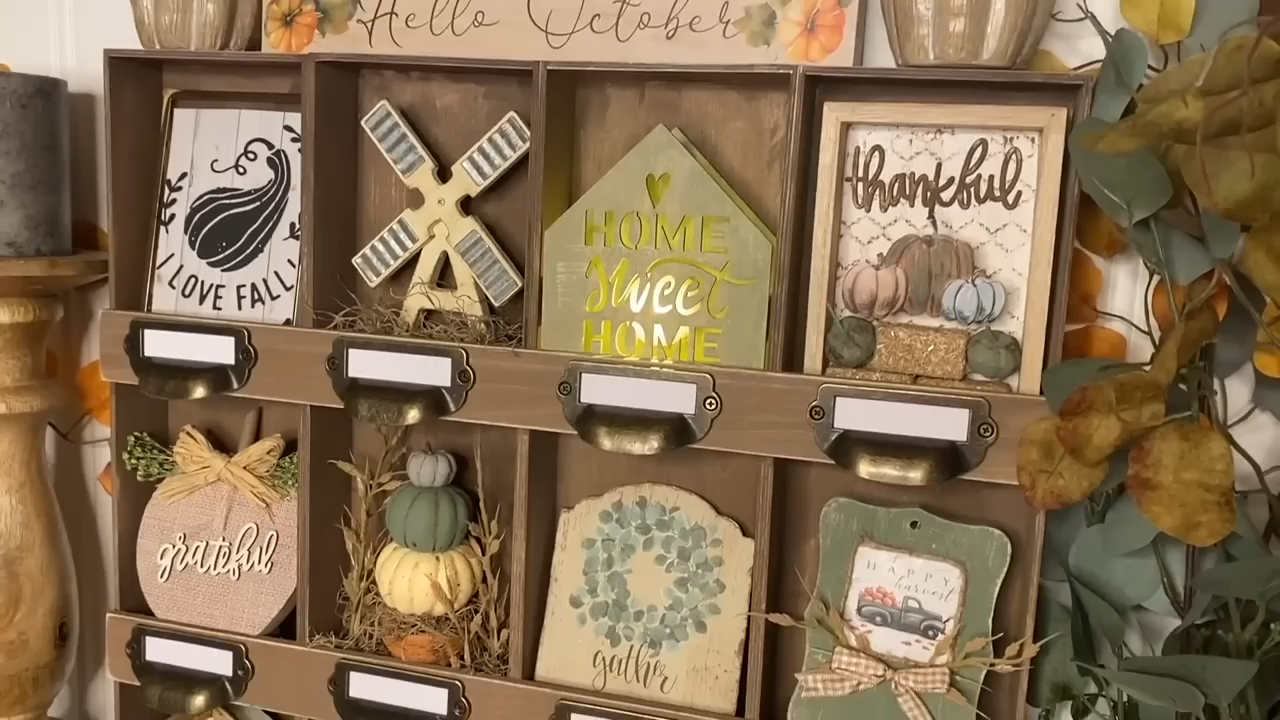 Hello October
I LOVE FALL!
HOME
Sweet
HOME
thankful
grateful
gather
HAPPY
harvest